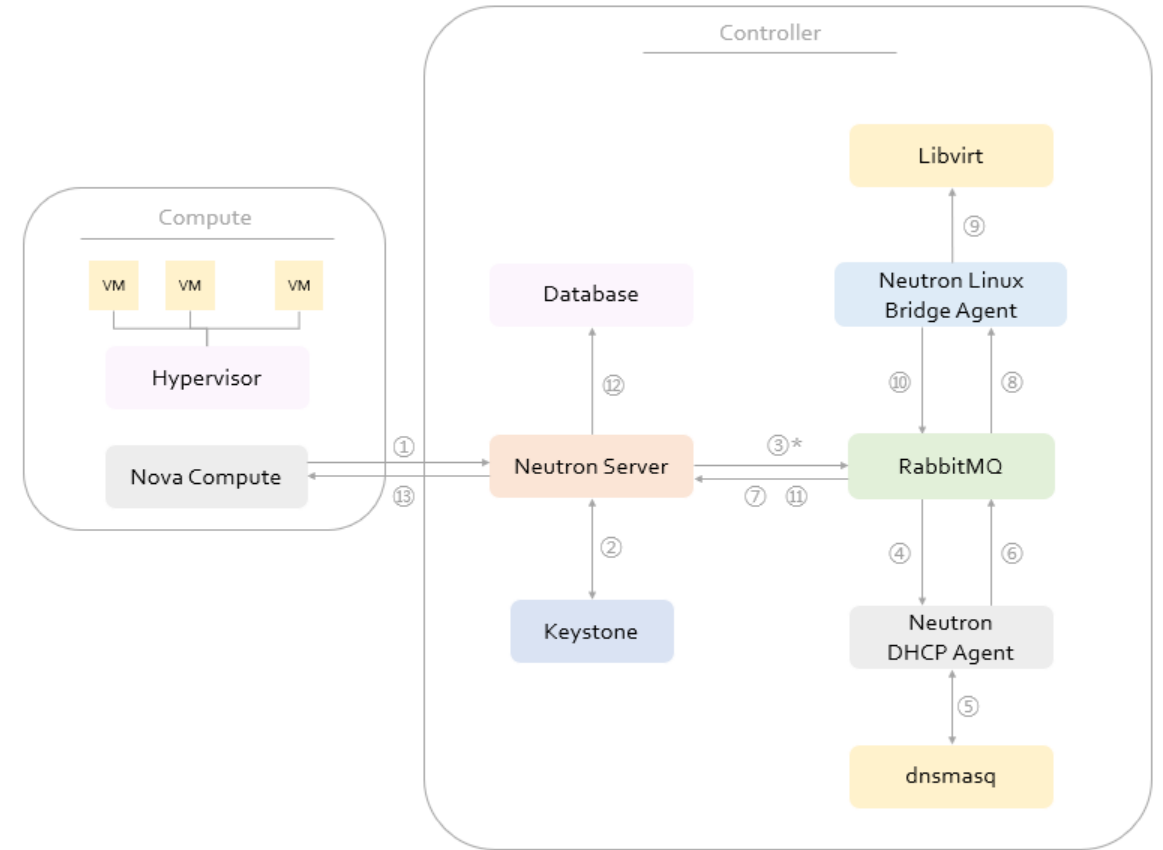 Controller
Libvirt
⑨
Compute
VM
VM
VM
Hypervisor
Nova Compute
Database
Neutron Linux
Bridge Agent
⑫
⑩
⑧
①
⑬
Neutron Server
③*
⑦ ⑪
RabbitMQ
②
④
⑥
Keystone
Neutron
DHCP Agent
⑤
dnsmasq